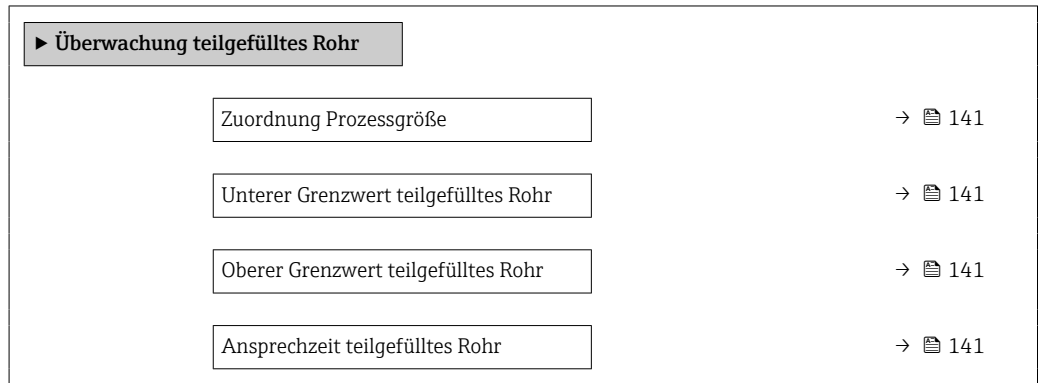 ▶ Überwachung teilgefülltes Rohr
Zuordnung Prozessgröße → 141
Unterer Grenzwert teilgefülltes Rohr → 141
Oberer Grenzwert teilgefülltes Rohr → 141
Ansprechzeit teilgefülltes Rohr → 141